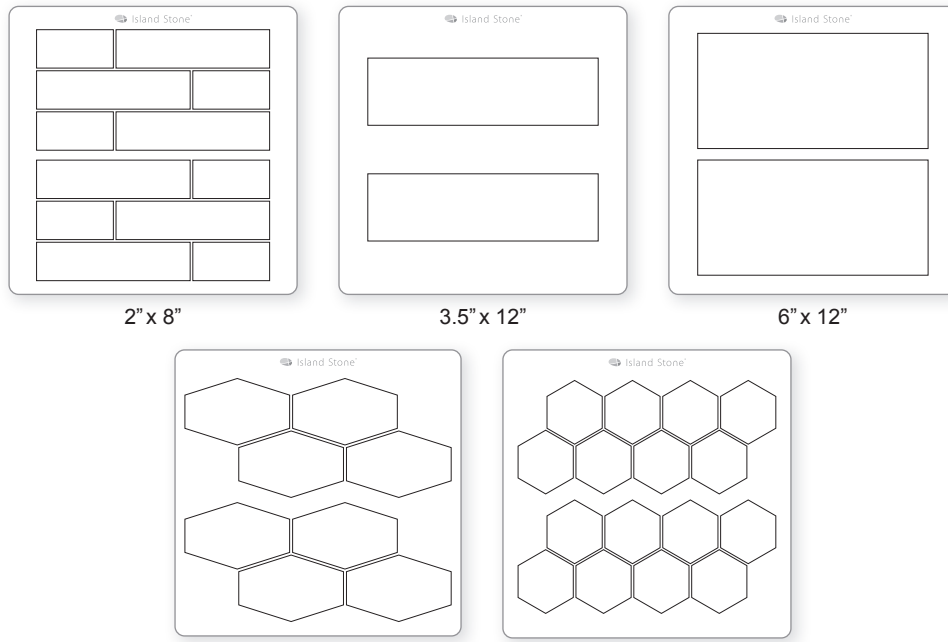 Island Stone
Island Stone
Island Stone
2” x 8”
3.5” x 12”
6” x 12”
Island Stone
Island Stone